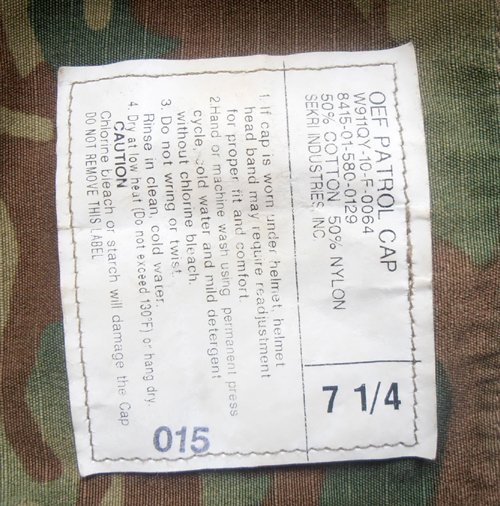 OEF PATROL CAP
W911QY-10-F-0064
8415-01-580-0129
50% COTTON 50% NYLON
SEKRI INDUSTRIES, INC.
7 1/4
1. If cap is worn under helmet, helmet
head band may require readjustment
for proper fit and comfort.
2. Hand or machine wash using permanent press
cycle, cold water and mild detergent
without chlorine bleach.
3. Do not wring or twist.
Rinse in clean, cold water.
4. Dry at low heat (Do not exceed 130°F) or hang dry
CAUTION
Chlorine bleach or starch will damage the Cap
DO NOT REMOVE THIS LABEL
015